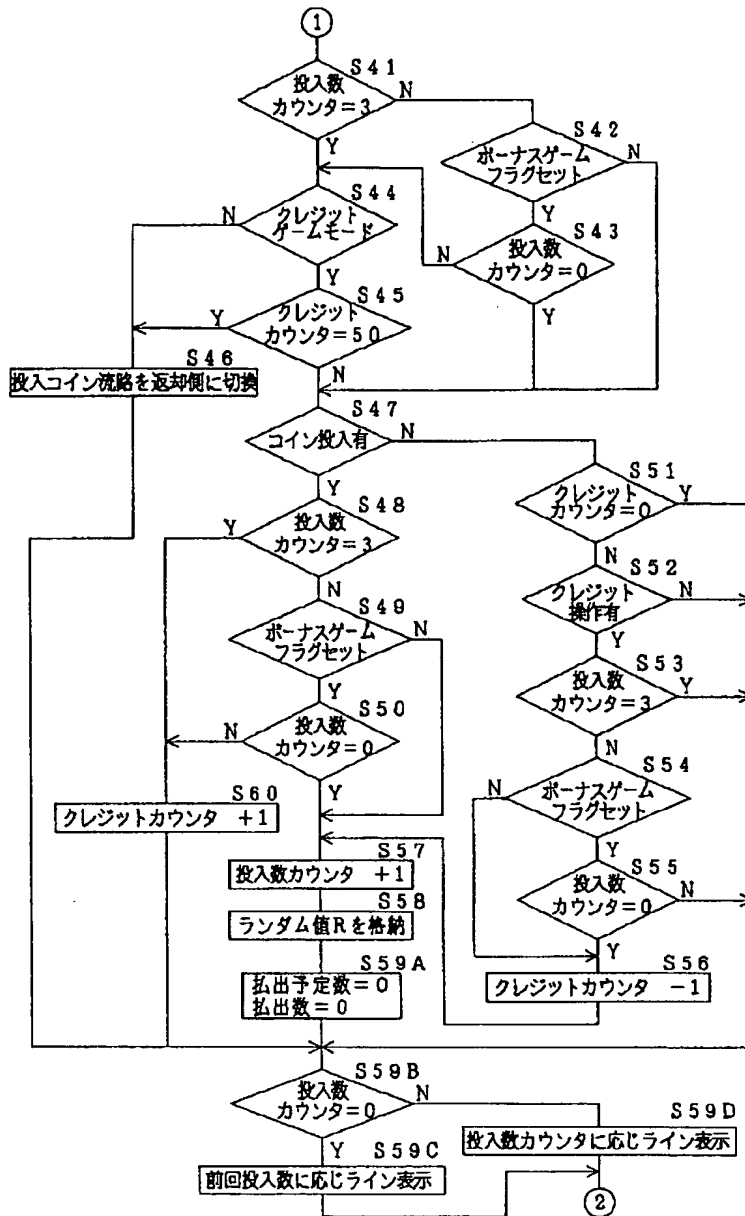 1
S41
投入数
カウンタ=3
N
Y
S42
ボーナスゲーム
フラグセット
N
Y
S43
投入数
カウンタ=0
N
Y
S44
クレジット
ゲームモード
N
Y
S45
クレジット
カウンタ=50
Y
N
S46
投入コイン流路を返却側に切換
S47
コイン投入有
N
Y
S48
投入数
カウンタ=3
Y
N
S49
ボーナスゲーム
フラグセット
N
Y
S50
投入数
カウンタ=0
N
Y
S51
クレジット
カウンタ=0
Y
N
S52
クレジット
操作有
N
Y
S53
投入数
カウンタ=3
Y
N
S54
ボーナスゲーム
フラグセット
N
Y
S55
投入数
カウンタ=0
N
Y
S56
クレジットカウンタ -1
S60
クレジットカウンタ +1
S57
投入数カウンタ +1
S58
ランダム値Rを格納
S59A
払出予定数=0
払出数=0
S59B
投入数
カウンタ=0
N
Y
S59C
前回投入数に応じライン表示
S59D
投入数カウンタに応じライン表示
2